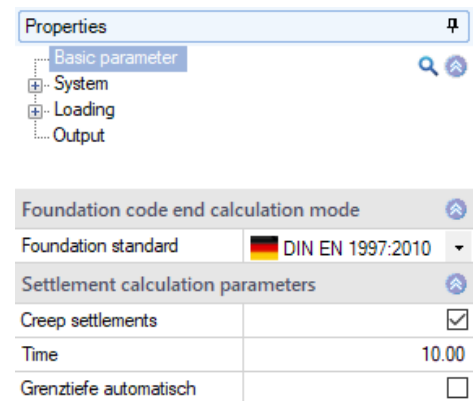 Properties
Basic parameter
System
Loading
Output
Foundation code end calculation mode
Foundation standard DIN EN 1997:2010
Settlement calculation parameters
Creep settlements
Time 10.00
Grenztiefe automatisch